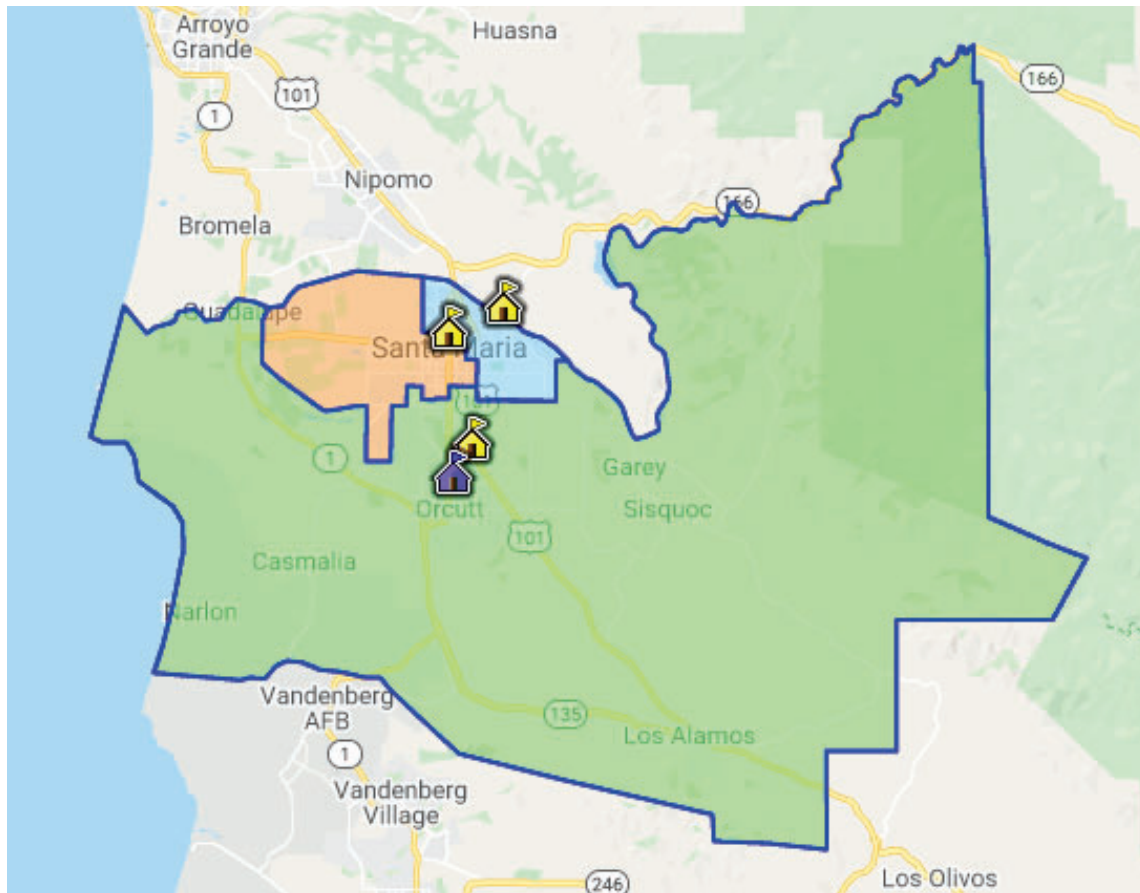 Arroyo
Grande
Huasna
101
166
1
Nipomo
166
Bromela
Guadalupe
Santa Maria
101
1
Garey
Orcutt
Sisquoc
101
Casmalia
Narlon
Vandenberg
AFB
135
Los Alamos
1
Vandenberg
Village
246
Los Olivos